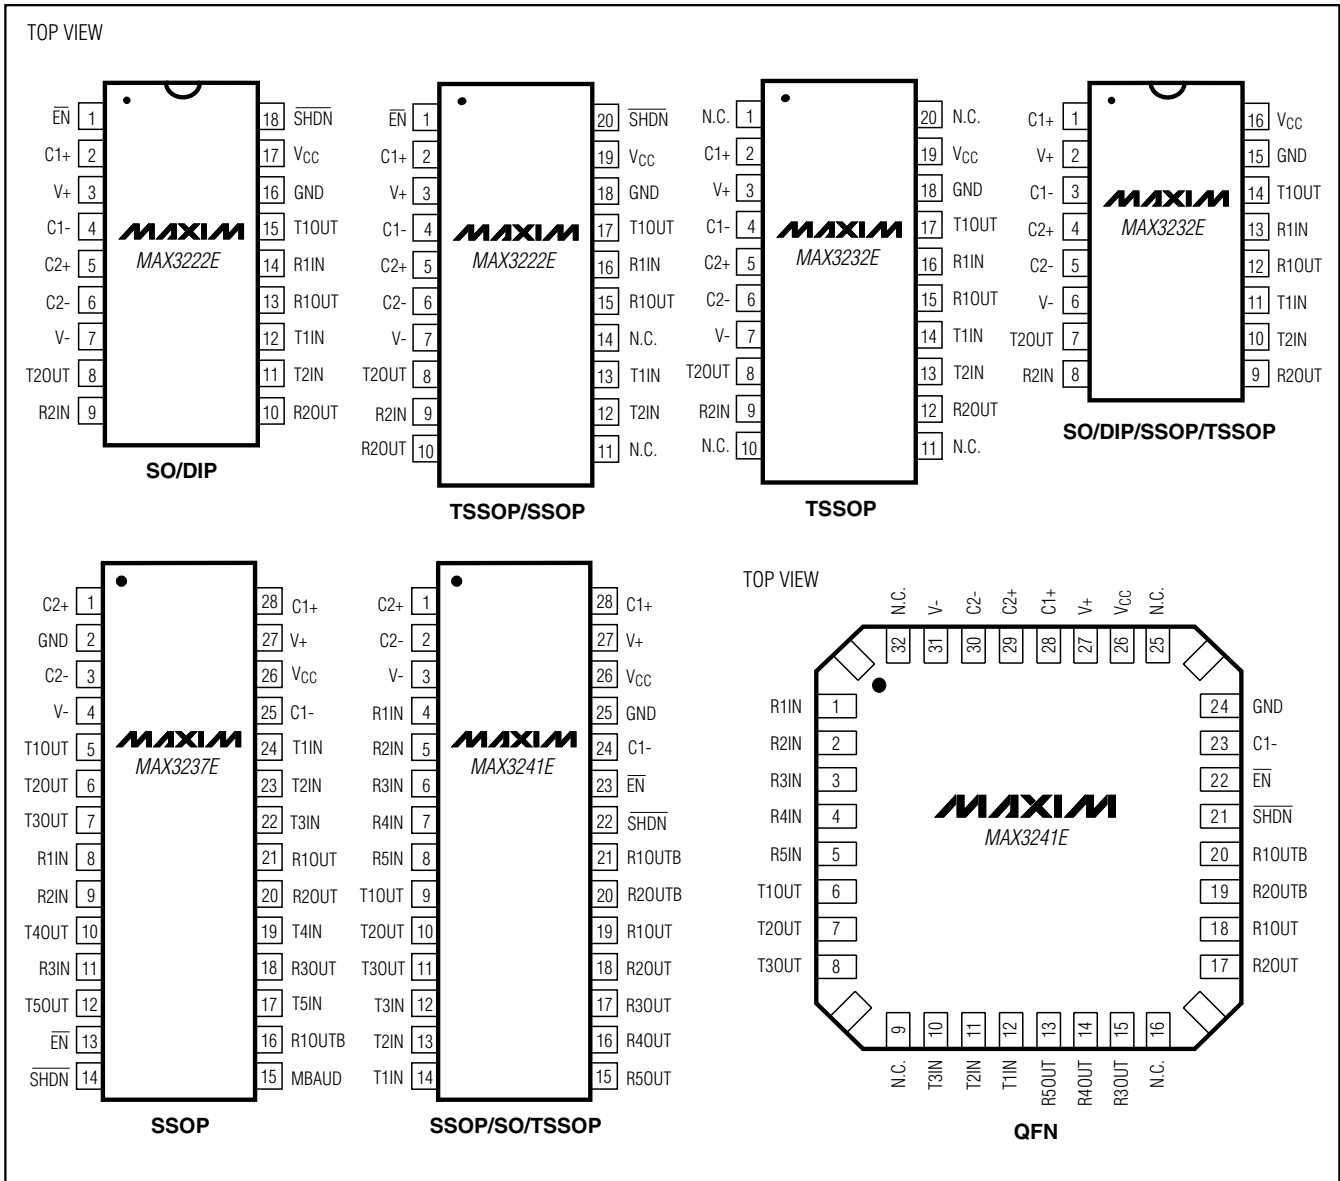 TOP VIEW
EN 1 18 SHDN
C1+ 2 17 VCC
V+ 3 16 GND
C1- 4 15 T1OUT
C2+ 5 14 R1IN
C2- 6 13 R1OUT
V- 7 12 T1IN
T2OUT 8 11 T2IN
R2IN 9 10 R2OUT
MAXIM
MAX3222E
SO/DIP
EN 1 20 SHDN
C1+ 2 19 VCC
V+ 3 18 GND
C1- 4 17 T1OUT
C2+ 5 16 R1IN
C2- 6 15 R1OUT
V- 7 14 N.C.
T2OUT 8 13 T1IN
R2IN 9 12 T2IN
R2OUT 10 11 N.C.
MAXIM
MAX3222E
TSSOP/SSOP
N.C. 1 20 N.C.
C1+ 2 19 VCC
V+ 3 18 GND
C1- 4 17 T1OUT
C2+ 5 16 R1IN
C2- 6 15 R1OUT
V- 7 14 T1IN
T2OUT 8 13 T2IN
R2IN 9 12 R2OUT
N.C. 10 11 N.C.
MAXIM
MAX3232E
TSSOP
C1+ 1 16 VCC
V+ 2 15 GND
C1- 3 14 T1OUT
C2+ 4 13 R1IN
C2- 5 12 R1OUT
V- 6 11 T1IN
T2OUT 7 10 T2IN
R2IN 8 9 R2OUT
MAXIM
MAX3232E
SO/DIP/SSOP/TSSOP
C2+ 1 28 C1+
GND 2 27 V+
C2- 3 26 VCC
V- 4 25 C1-
T1OUT 5 24 T1IN
T2OUT 6 23 T2IN
T3OUT 7 22 T3IN
R1IN 8 21 R1OUT
R2IN 9 20 R2OUT
T4OUT 10 19 T4IN
R3IN 11 18 R3OUT
T5OUT 12 17 T5IN
EN 13 16 R1OUTB
SHDN 14 15 MBAUD
MAXIM
MAX3237E
SSOP
C2+ 1 28 C1+
C2- 2 27 V+
V- 3 26 VCC
R1IN 4 25 GND
R2IN 5 24 C1-
R3IN 6 23 EN
R4IN 7 22 SHDN
R5IN 8 21 R1OUTB
T1OUT 9 20 R2OUTB
T2OUT 10 19 R1OUT
T3OUT 11 18 R2OUT
T3IN 12 17 R3OUT
T2IN 13 16 R4OUT
T1IN 14 15 R5OUT
MAXIM
MAX3241E
SSOP/SO/TSSOP
TOP VIEW
N.C. V- C2- C2+ C1+ V+ VCC N.C.
32 31 30 29 28 27 26 25
R1IN 1 24 GND
R2IN 2 23 C1-
R3IN 3 22 EN
R4IN 4 21 SHDN
R5IN 5 20 R1OUTB
T1OUT 6 19 R2OUTB
T2OUT 7 18 R1OUT
T3OUT 8 17 R2OUT
MAXIM
MAX3241E
9 10 11 12 13 14 15 16
N.C. T3IN T2IN T1IN R5OUT R4OUT R3OUT N.C.
QFN